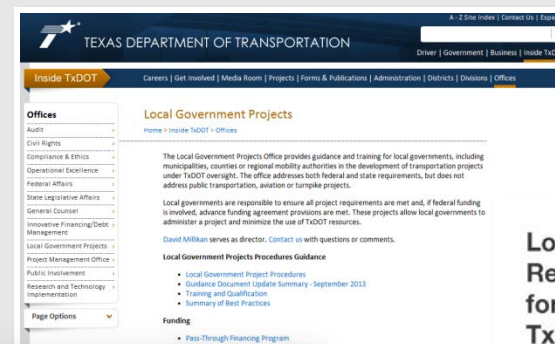 A - Z Site Index | Contact Us |
TEXAS DEPARTMENT OF TRANSPORTATION
Driver | Government | Business | Inside
Inside TxDOT
Careers | Get Involved | Media Room | Projects | Forms & Publications | Administration | Districts | Divisions | Offices
Offices
Audit
Civil Rights
Compliance & Ethics
Operational Excellence
Federal Affairs
State Legislative Affairs
General Counsel
Innovative Financing/Debt
Management
Local Government Projects
Project Management Office
Public Involvement
Research and Technology
Implementation
Page Options
Local Government Projects
Home > Inside TxDOT > Offices
The Local Government Projects Office provides guidance and training for local governments, including
municipalities, counties or regional mobility authorities in the development of transportation projects
under TxDOT oversight. The office addresses both federal and state requirements, but does not
address public transportation, aviation or turnpike projects.
Local governments are responsible to ensure all project requirements are met and, if federal funding
is involved, advance funding agreement provisions are met. These projects allow local governments to
administer a project and minimize the use of TxDOT resources.
David Millikan serves as director. Contact us with questions or comments.
Local Government Projects Procedures Guidance
Local Government Project Procedures
Guidance Document Update Summary - September 2013
Training and Qualification
Summary of Best Practices
Funding
Pass-Through Financing Program
Lo
Re
for
Tx